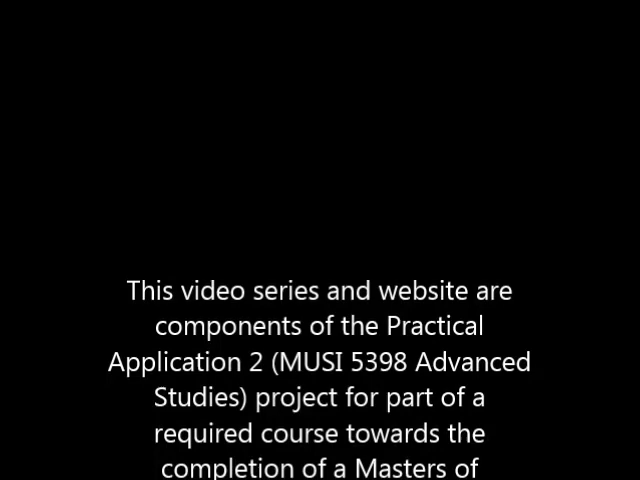 This video series and website are
components of the Practical
Application 2 (MUSI 5398 Advanced
Studies) project for part of a
required course towards the
completion of a Masters of